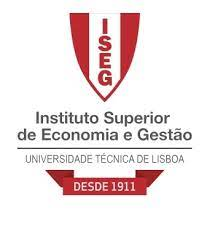 ISEG
Instituto Superior
de Economia e Gestão
UNIVERSIDADE TÉCNICA DE LISBOA
DESDE 1911